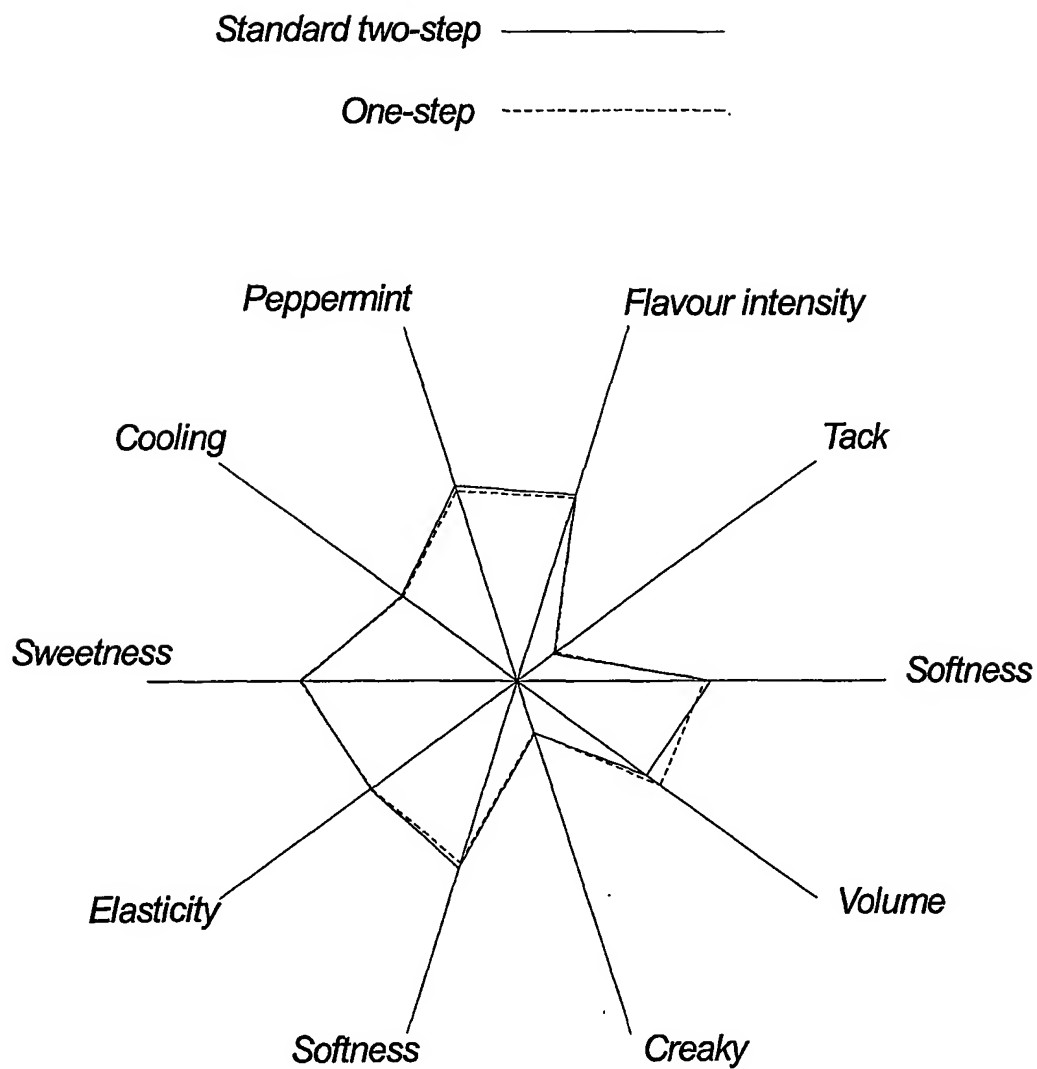 Standard two-step
One-step
Peppermint
Flavour intensity
Cooling
Tack
Sweetness
Softness
Elasticity
Volume
Softness
Creaky